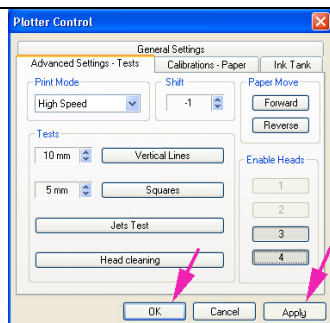 Plotter Control
General Settings
Advanced Settings - Tests Calibrations - Paper Ink Tank
Print Mode Shift Paper Move
High Speed -1 Forward
Reverse
Tests Enable Heads
10 mm Vertical Lines 1
5 mm Squares 2
Jets Test 3
Head cleaning 4
OK Cancel Apply